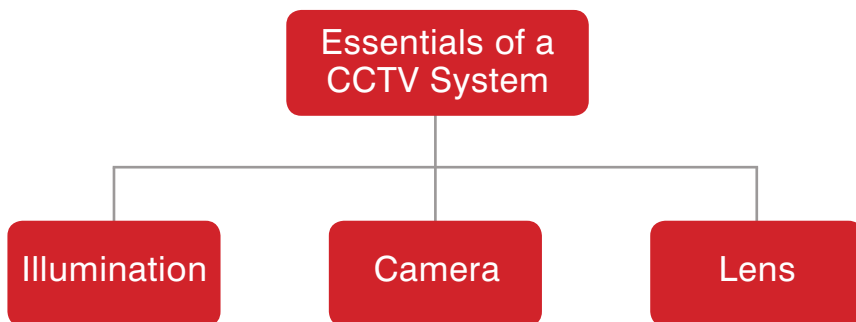 Essentials of a
CCTV System
Illumination
Camera
Lens